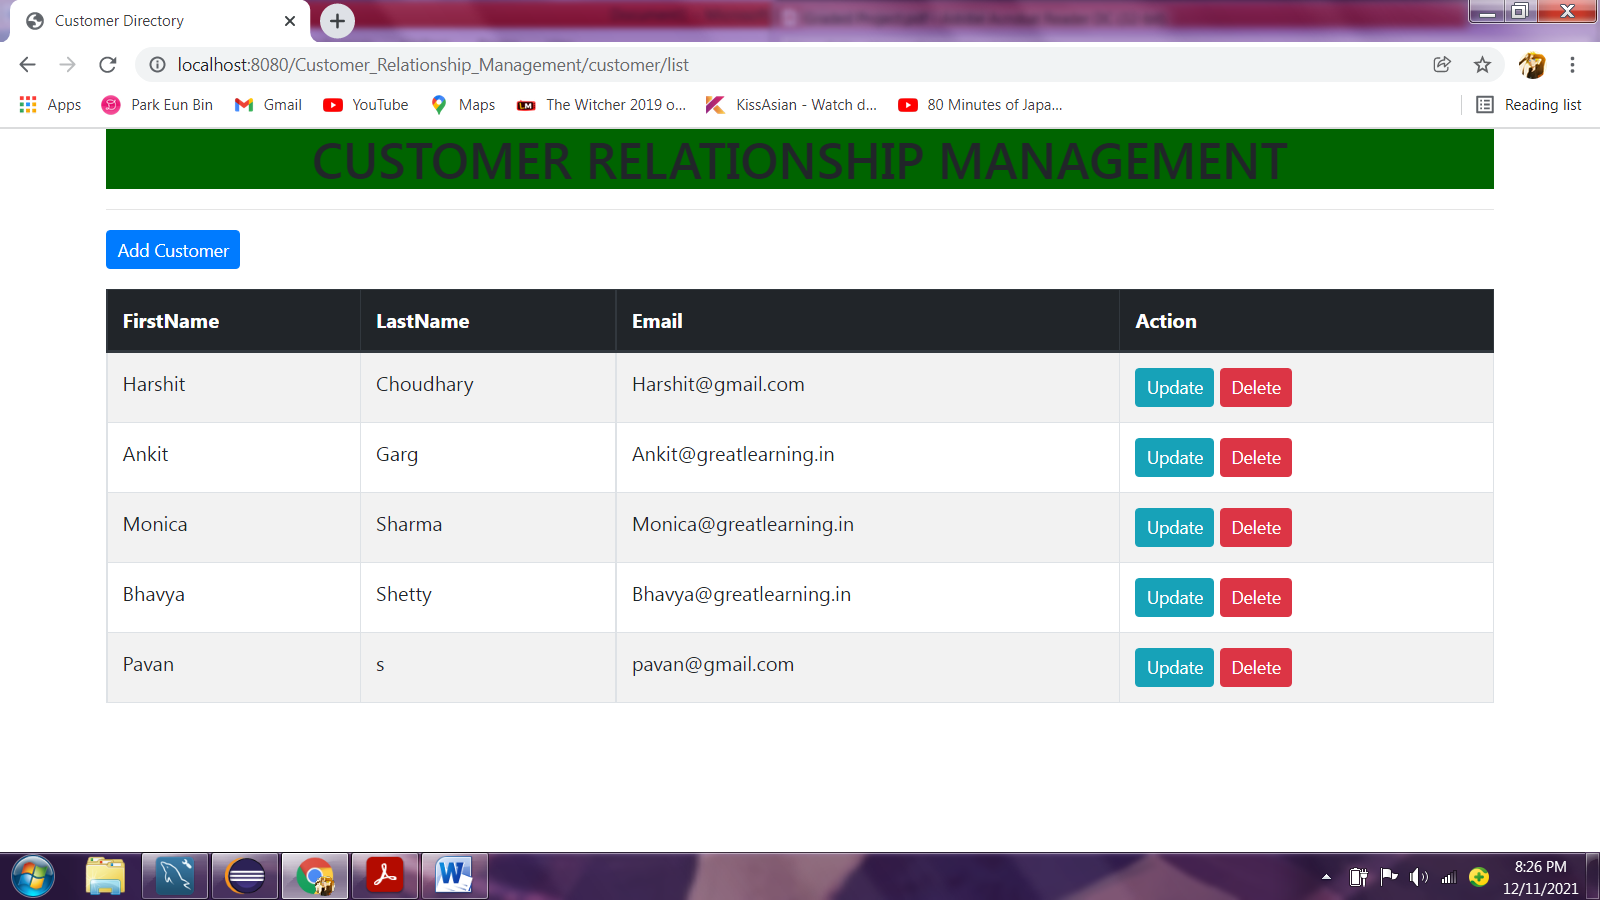 Customer Directory
localhost:8080/Customer_Relationship_Management/customer/list
Apps Park Eun Bin Gmail YouTube Maps The Witcher 2019 o... KissAsian - Watch d... 80 Minutes of Japa... Reading list
CUSTOMER RELATIONSHIP MANAGEMENT
Add Customer
FirstName LastName Email Action
Harshit Choudhary Harshit@gmail.com Update Delete
Ankit Garg Ankit@greatlearning.in Update Delete
Monica Sharma Monica@greatlearning.in Update Delete
Bhavya Shetty Bhavya@greatlearning.in Update Delete
Pavan s pavan@gmail.com Update Delete
8:26 PM
12/11/2021